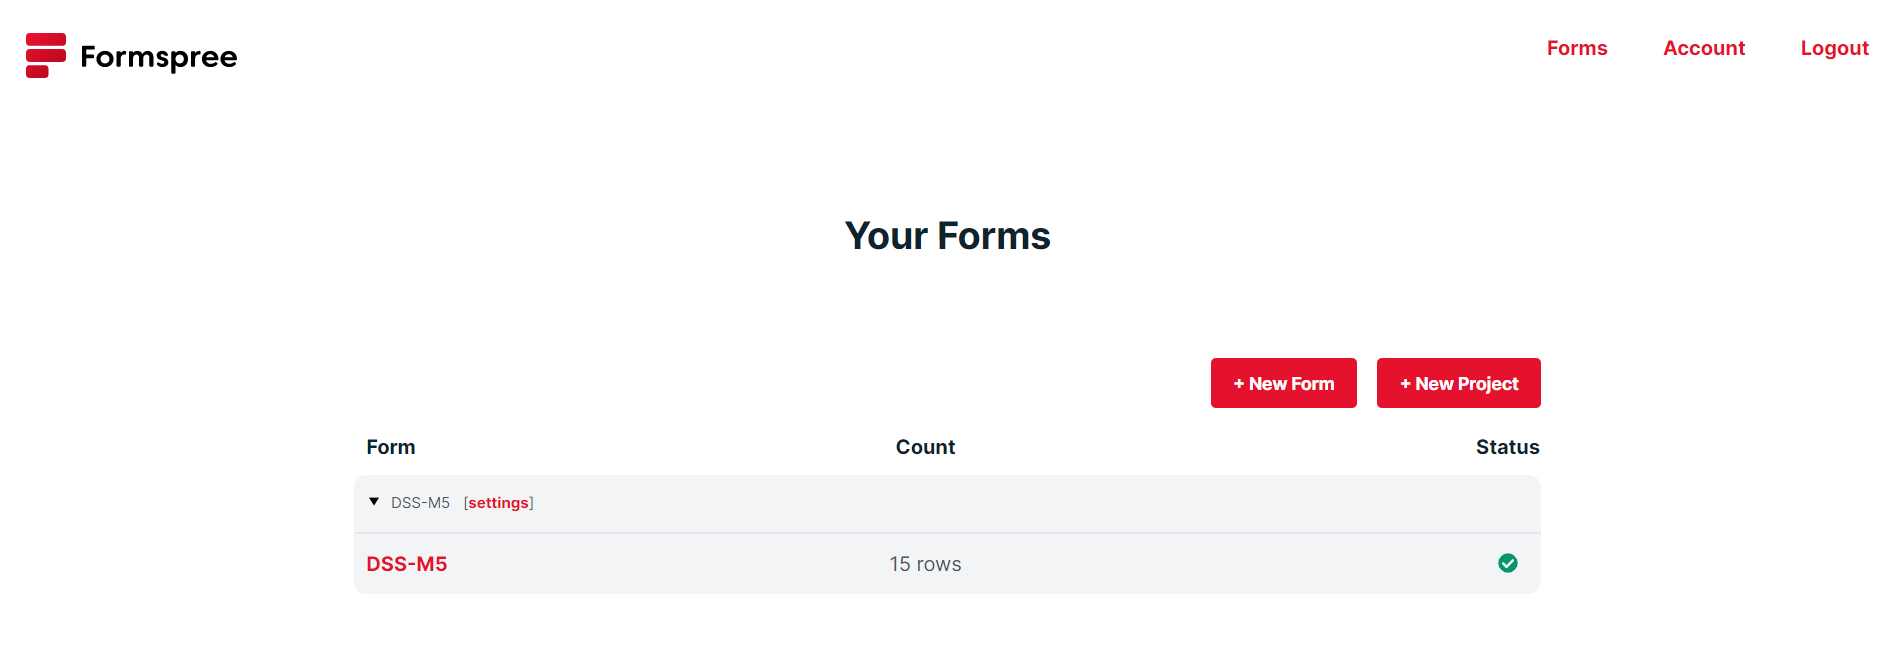 Formspree
Forms Account Logout
Your Forms
+ New Form + New Project
Form Count Status
DSS-M5 [settings]
DSS-M5 15 rows